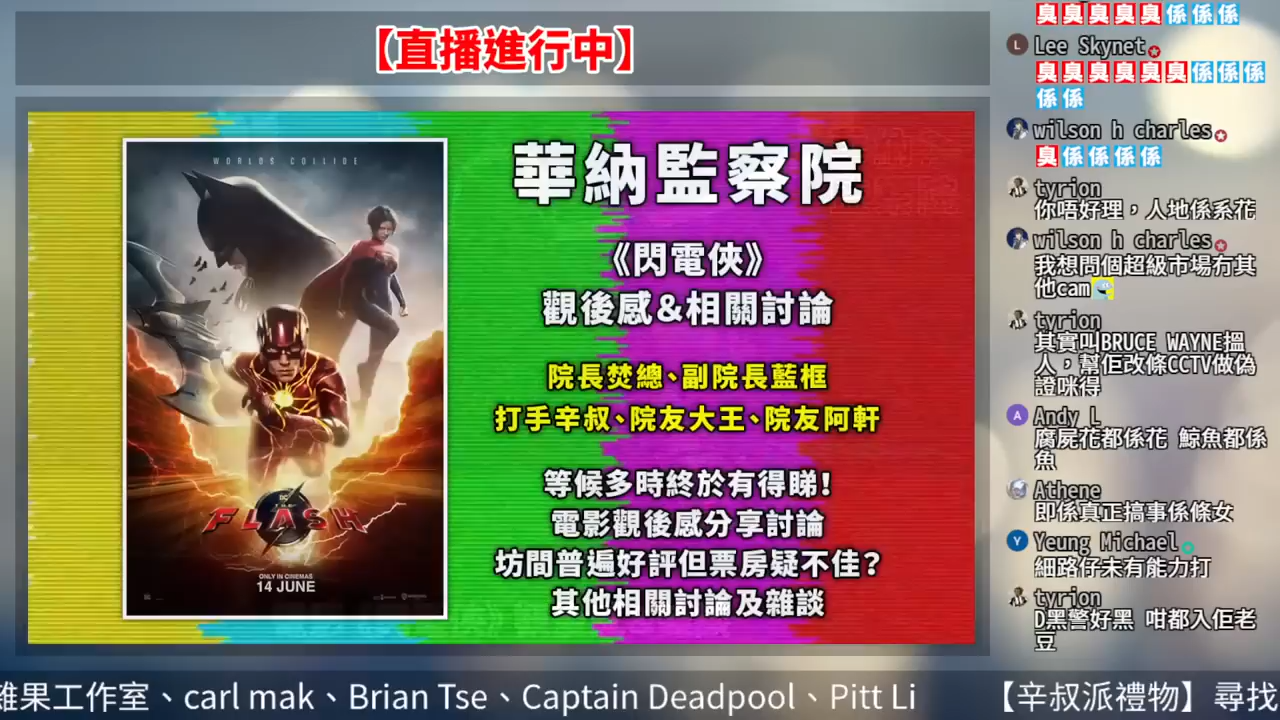 【直播進行中】
WORLDS COLLIDE
DC
THE
FLASH
ONLY IN CINEMAS
14 JUNE
華納監察院
《閃電俠》
觀後感&相關討論
院長焚總、副院長藍框
打手辛叔、院友大王、院友阿軒
等候多時終於有得睇!
電影觀後感分享討論
坊間普遍好評但票房疑不佳?
其他相關討論及雜談
臭臭臭臭臭係係係
Lee Skynet
臭臭臭臭臭臭係係係
係係
wilson h charles
臭係係係係
tyrion
你唔好理，人地係系花
wilson h charles
我想問個超級市場冇其
他cam
tyrion
其實叫BRUCE WAYNE搵
人，幫佢改條CCTV做偽
證咪得
Andy L
腐屍花都係花 鯨魚都係
魚
Athene
即係真正搞事係條女
Yeung Michael
細路仔未有能力打
tyrion
D黑警好黑 咁都入佢老
豆
雜果工作室、carl mak、Brian Tse、Captain Deadpool、Pitt Li 【辛叔派禮物】尋找